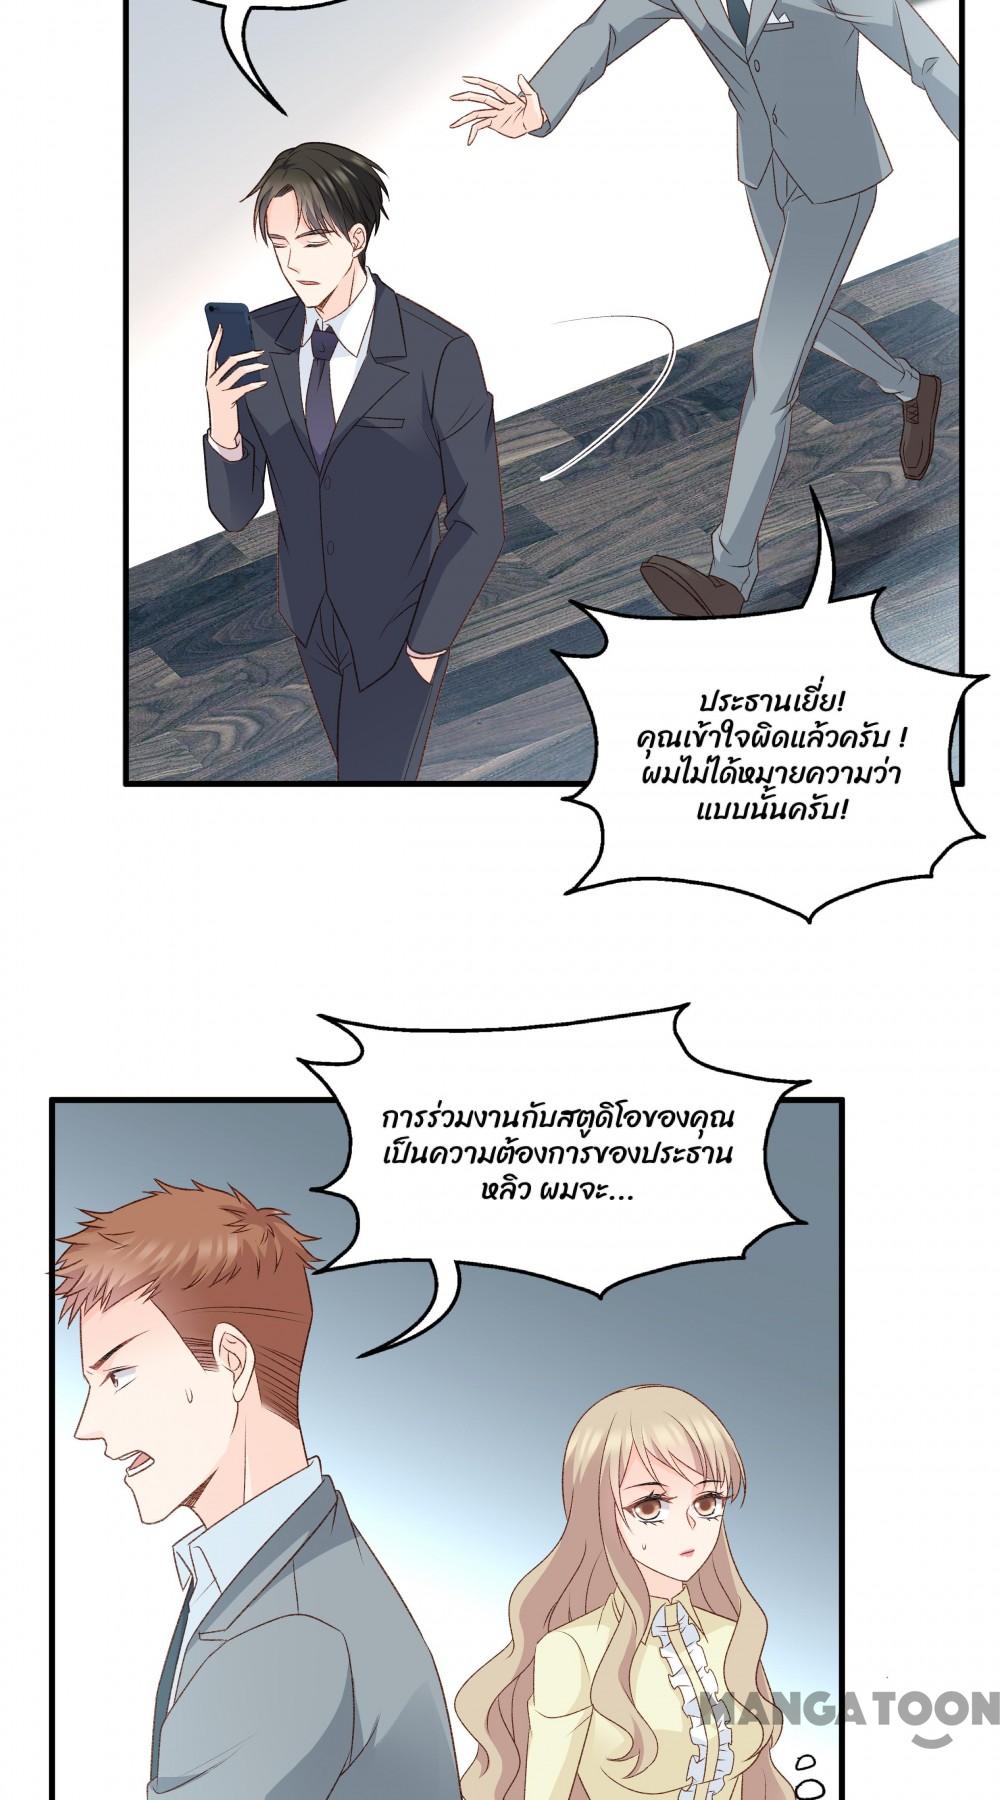 ประธานเยี่ย!
คุณเข้าใจผิดแล้วครับ !
ผมไม่ได้หมายความว่า
แบบนั้นครับ!
การร่วมงานกับสตูดิโอของคุณ
เป็นความต้องการของประธาน
หลิว ผมจะ...
MANGATOON